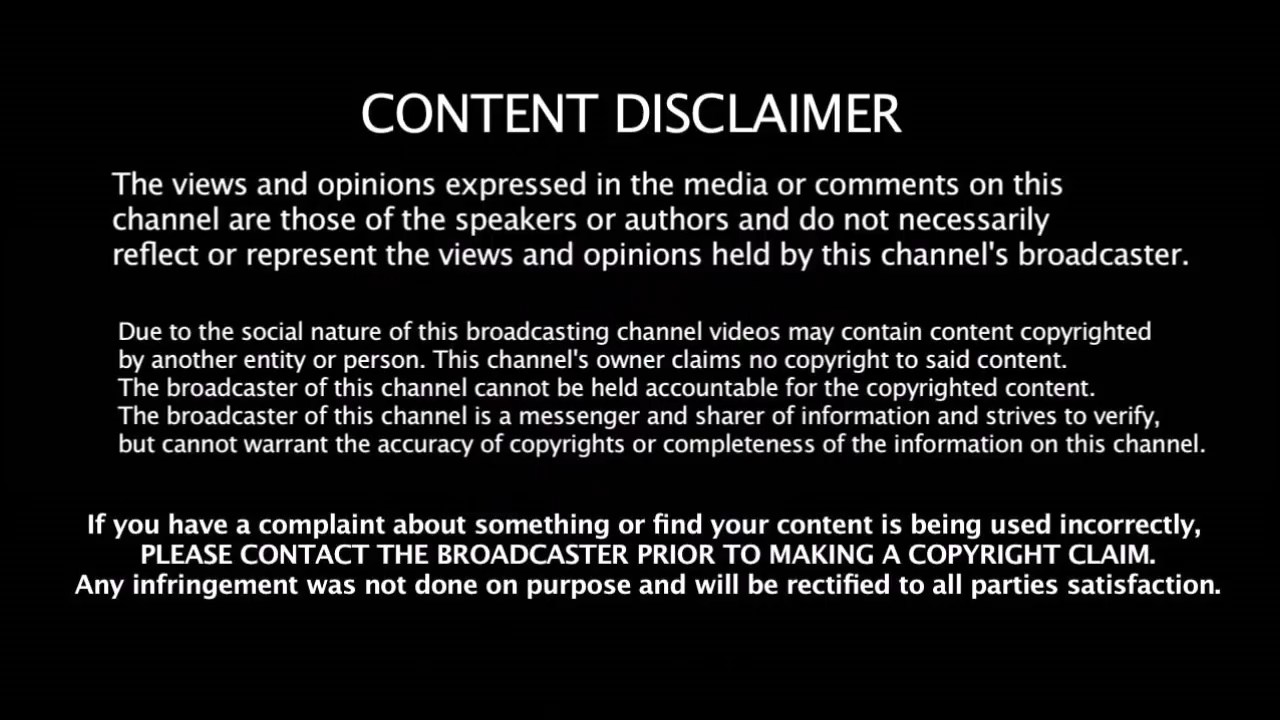 CONTENT DISCLAIMER
The views and opinions expressed in the media or comments on this
channel are those of the speakers or authors and do not necessarily
reflect or represent the views and opinions held by this channel's broadcaster.
Due to the social nature of this broadcasting channel videos may contain content copyrighted
by another entity or person. This channel's owner claims no copyright to said content.
The broadcaster of this channel cannot be held accountable for the copyrighted content.
The broadcaster of this channel is a messenger and sharer of information and strives to verify,
but cannot warrant the accuracy of copyrights or completeness of the information on this channel.
If you have a complaint about something or find your content is being used incorrectly,
PLEASE CONTACT THE BROADCASTER PRIOR TO MAKING A COPYRIGHT CLAIM.
Any infringement was not done on purpose and will be rectified to all parties satisfaction.